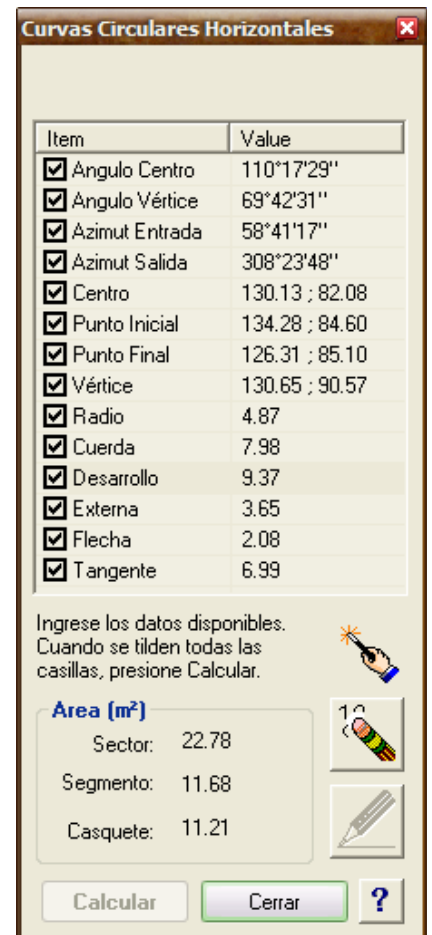 Curvas Circulares Horizontales
Item Value
Angulo Centro 110°17'29''
Angulo Vértice 69°42'31''
Azimut Entrada 58°41'17''
Azimut Salida 308°23'48''
Centro 130.13 ; 82.08
Punto Inicial 134.28 ; 84.60
Punto Final 126.31 ; 85.10
Vértice 130.65 ; 90.57
Radio 4.87
Cuerda 7.98
Desarrollo 9.37
Externa 3.65
Flecha 2.08
Tangente 6.99
Ingrese los datos disponibles.
Cuando se tilden todas las
casillas, presione Calcular.
Area (m²)
Sector: 22.78
Segmento: 11.68
Casquete: 11.21
Calcular Cerrar ?